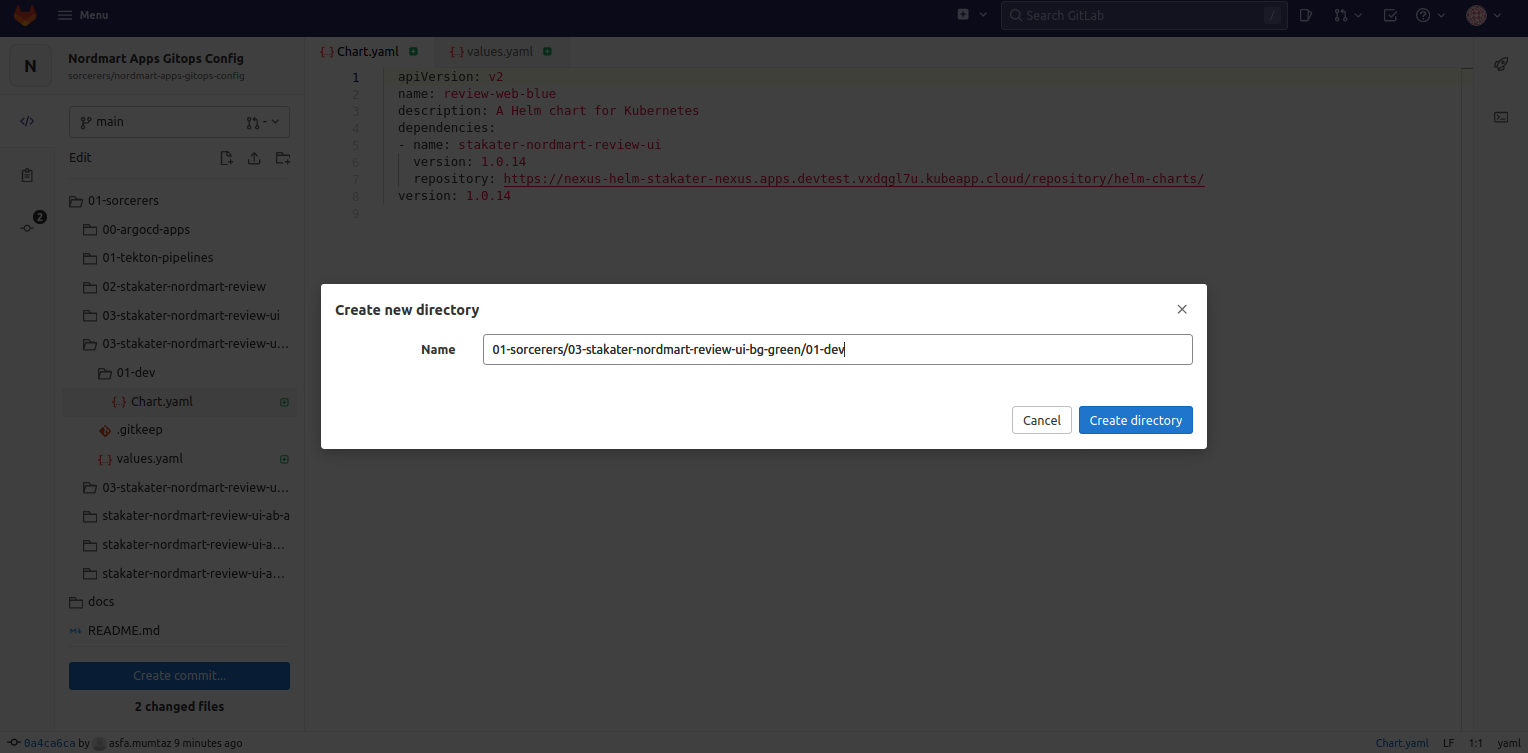 Menu
Search GitLab /
N
Nordmart Apps Gitops Config
sorcerers/nordmart-apps-gitops-config
main
-
Edit
2
01-sorcerers
00-argocd-apps
01-tekton-pipelines
02-stakater-nordmart-review
03-stakater-nordmart-review-ui
03-stakater-nordmart-review-u...
01-dev
{..} Chart.yaml
.gitkeep
{..} values.yaml
03-stakater-nordmart-review-u...
stakater-nordmart-review-ui-ab-a
stakater-nordmart-review-ui-a...
stakater-nordmart-review-ui-a...
docs
M+ README.md
Create commit...
2 changed files
{..} Chart.yaml
{..} values.yaml
1 apiVersion: v2
2 name: review-web-blue
3 description: A Helm chart for Kubernetes
4 dependencies:
5 - name: stakater-nordmart-review-ui
6 version: 1.0.14
7 repository: https://nexus-helm-stakater-nexus.apps.devtest.vxdqgl7u.kubeapp.cloud/repository/helm-charts/
8 version: 1.0.14
9
Create new directory
Name
01-sorcerers/03-stakater-nordmart-review-ui-bg-green/01-dev
Cancel
Create directory
0a4ca6ca by asfa.mumtaz 9 minutes ago
Chart.yaml LF 1:1 yaml